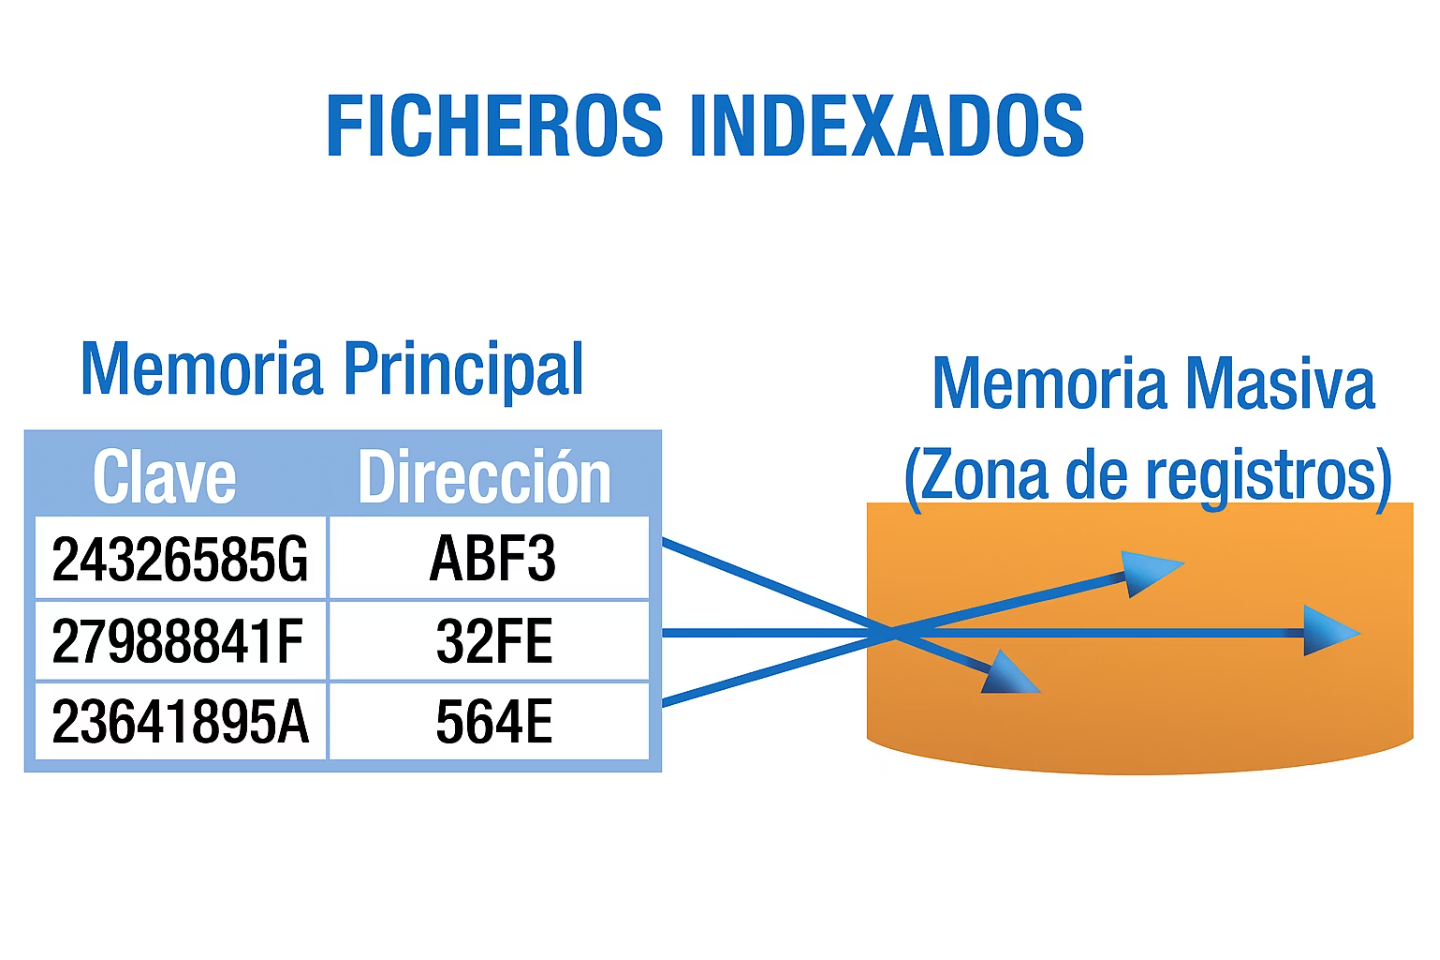 FICHEROS INDEXADOS
Memoria Principal
Clave Dirección
24326585G ABF3
27988841F 32FE
23641895A 564E
Memoria Masiva
(Zona de registros)